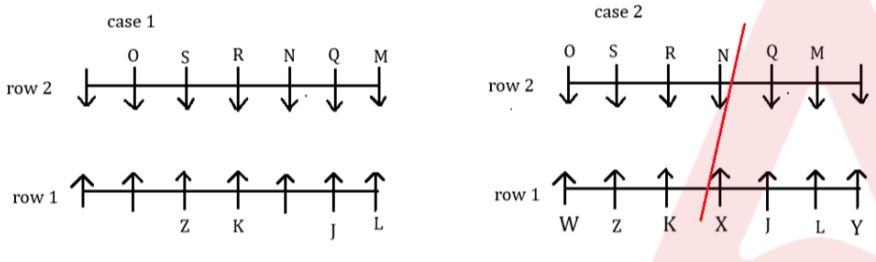 case 1
O S R N Q M
row 2
row 1
Z K J L
case 2
O S R N Q M
row 2
row 1
W Z K X J L Y